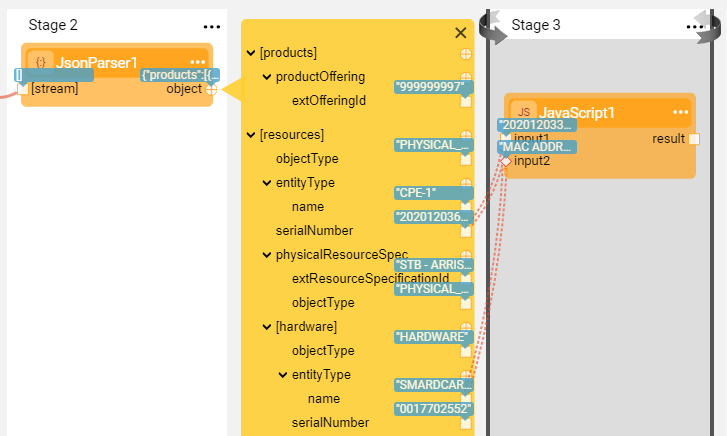 Stage 2
...
Stage 3
...
{;}
JsonParser1
...
[]
{"products":[{...
[stream]
object
[products]
productOffering
"999999997"
extOfferingId
[resources]
"PHYSICAL_...
objectType
entityType
"CPE-1"
name
"202012036...
serialNumber
physicalResourceSpec
"STB - ARRIS...
extResourceSpecificationId
"PHYSICAL_...
objectType
[hardware]
"HARDWARE"
objectType
entityType
"SMARDCAR...
name
"0017702552"
serialNumber
JS
JavaScript1
...
"202012033...
input1
result
"MAC ADDR...
input2